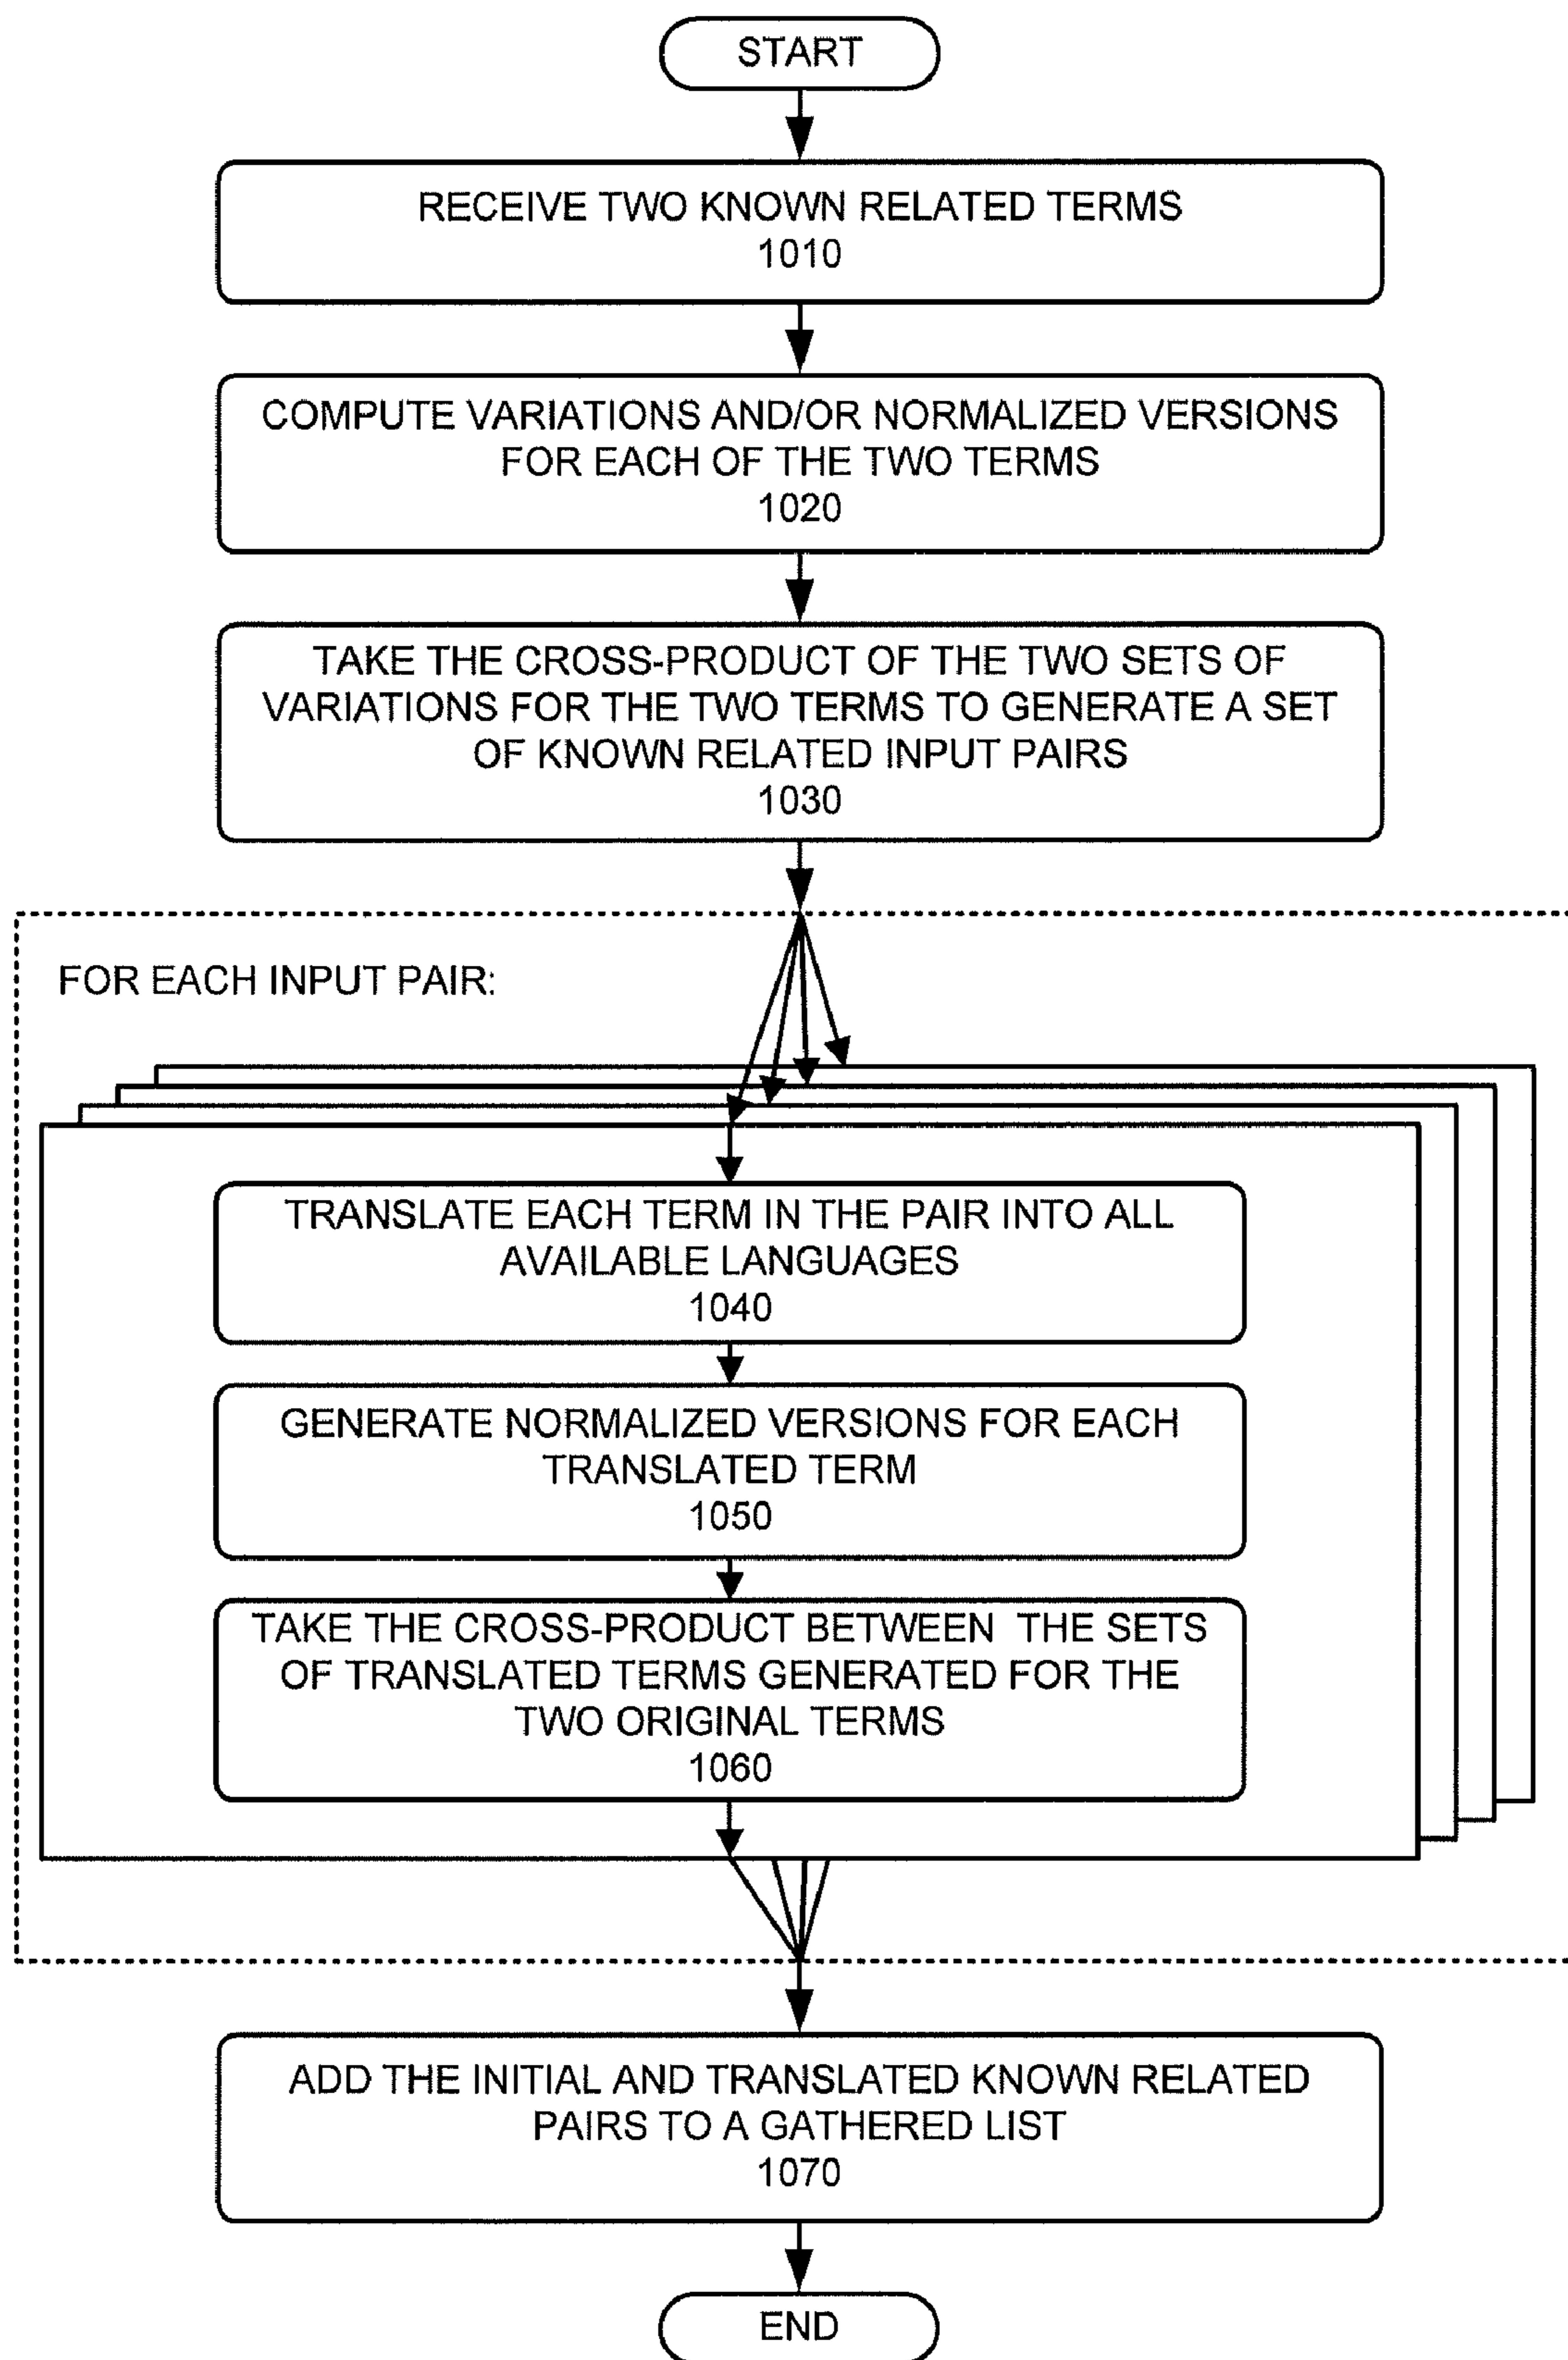 START
RECEIVE TWO KNOWN RELATED TERMS
1010
COMPUTE VARIATIONS AND/OR NORMALIZED VERSIONS
FOR EACH OF THE TWO TERMS
1020
TAKE THE CROSS-PRODUCT OF THE TWO SETS OF
VARIATIONS FOR THE TWO TERMS TO GENERATE A SET
OF KNOWN RELATED INPUT PAIRS
1030
FOR EACH INPUT PAIR:
TRANSLATE EACH TERM IN THE PAIR INTO ALL
AVAILABLE LANGUAGES
1040
GENERATE NORMALIZED VERSIONS FOR EACH
TRANSLATED TERM
1050
TAKE THE CROSS-PRODUCT BETWEEN THE SETS
OF TRANSLATED TERMS GENERATED FOR THE
TWO ORIGINAL TERMS
1060
ADD THE INITIAL AND TRANSLATED KNOWN RELATED
PAIRS TO A GATHERED LIST
1070
END